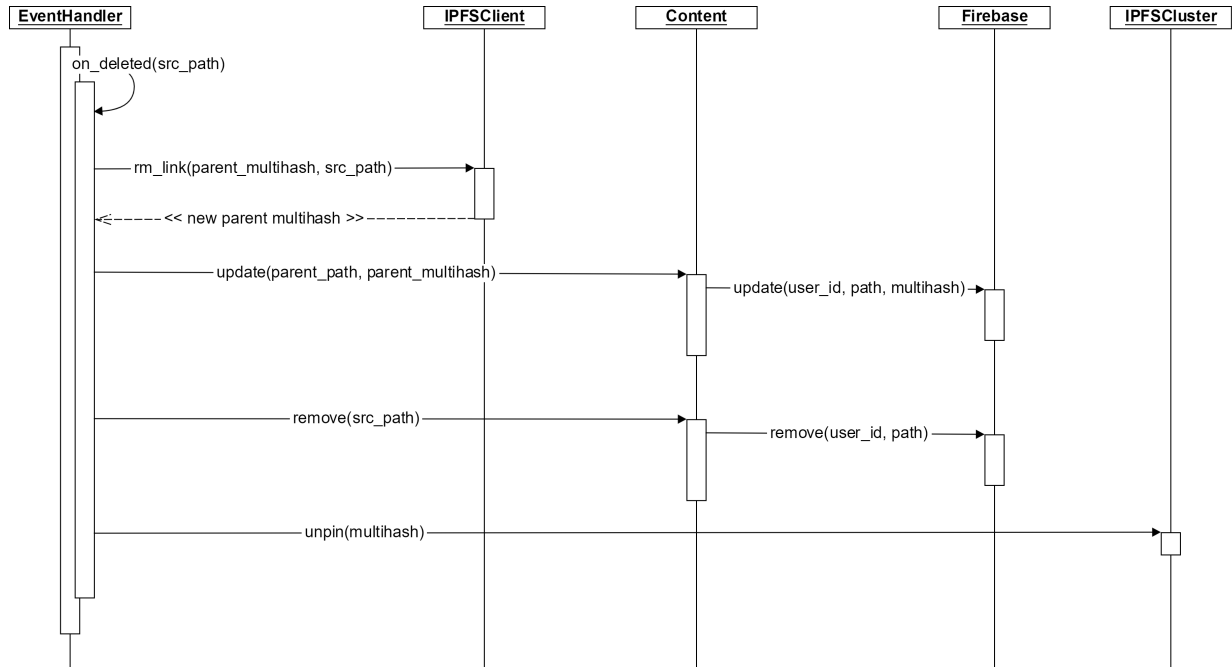 EventHandler
IPFSClient
Content
Firebase
IPFSCluster
on_deleted(src_path)
rm_link(parent_multihash, src_path)
<< new parent multihash >>
update(parent_path, parent_multihash)
update(user_id, path, multihash)
remove(src_path)
remove(user_id, path)
unpin(multihash)